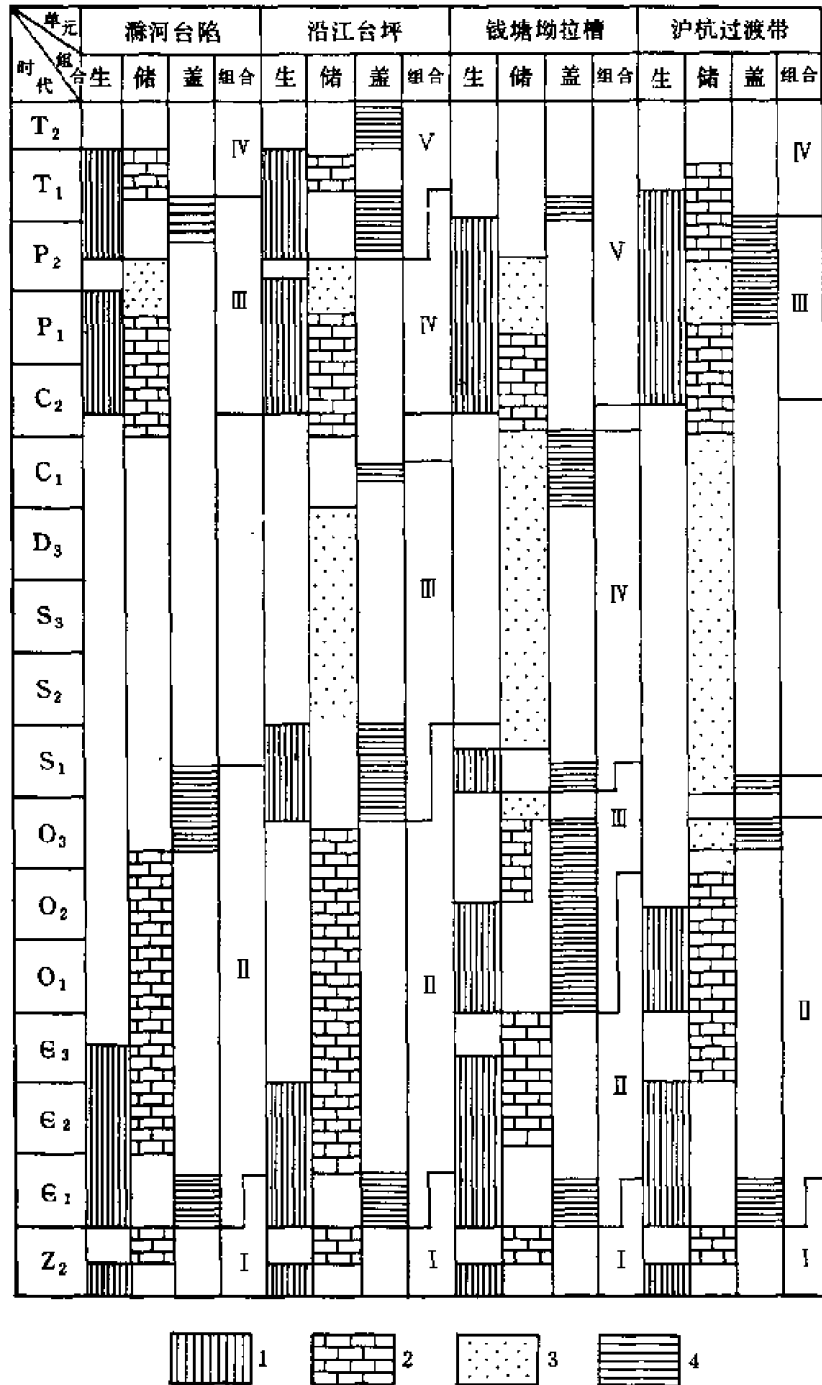 单元 滁河台陷 沿江台坪 钱塘坳拉槽 沪杭过渡带
组合
时代 生 储 盖 组合 生 储 盖 组合 生 储 盖 组合 生 储 盖 组合
T₂ Ⅳ Ⅴ Ⅳ
T₁
P₂ Ⅴ
P₁ Ⅲ Ⅳ Ⅲ
C₂
C₁
D₃ Ⅲ
S₃ Ⅳ
S₂
S₁
O₃ Ⅲ
O₂
O₁ Ⅱ Ⅱ Ⅱ
Є₃
Є₂ Ⅱ
Є₁
Z₂ Ⅰ Ⅰ Ⅰ Ⅰ
1 2 3 4